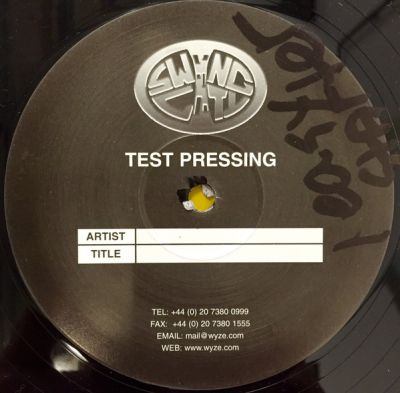 SWING
CITY
TEST PRESSING
ARTIST
TITLE
TEL: +44 (0) 20 7380 0999
FAX: +44 (0) 20 7380 1555
EMAIL: mail@wyze.com
WEB: www.wyze.com